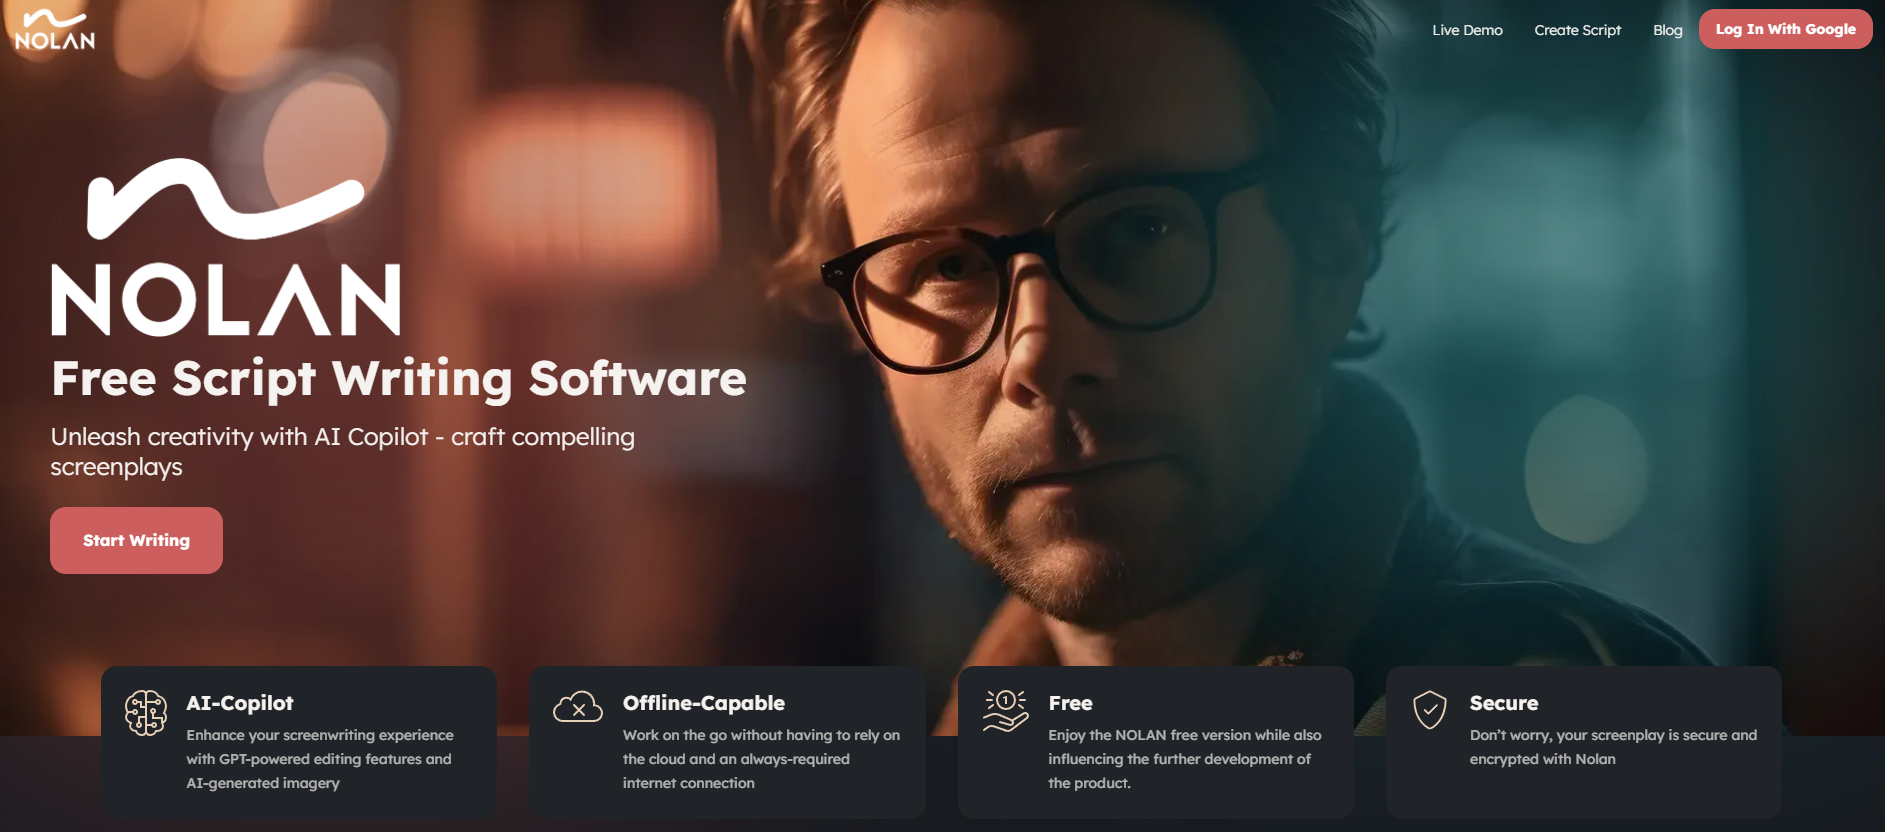 NOLAN
Live Demo
Create Script
Blog
Log In With Google
NOLAN
Free Script Writing Software
Unleash creativity with AI Copilot - craft compelling
screenplays
Start Writing
AI-Copilot
Enhance your screenwriting experience
with GPT-powered editing features and
AI-generated imagery
Offline-Capable
Work on the go without having to rely on
the cloud and an always-required
internet connection
1
Free
Enjoy the NOLAN free version while also
influencing the further development of
the product.
Secure
Don’t worry, your screenplay is secure and
encrypted with Nolan